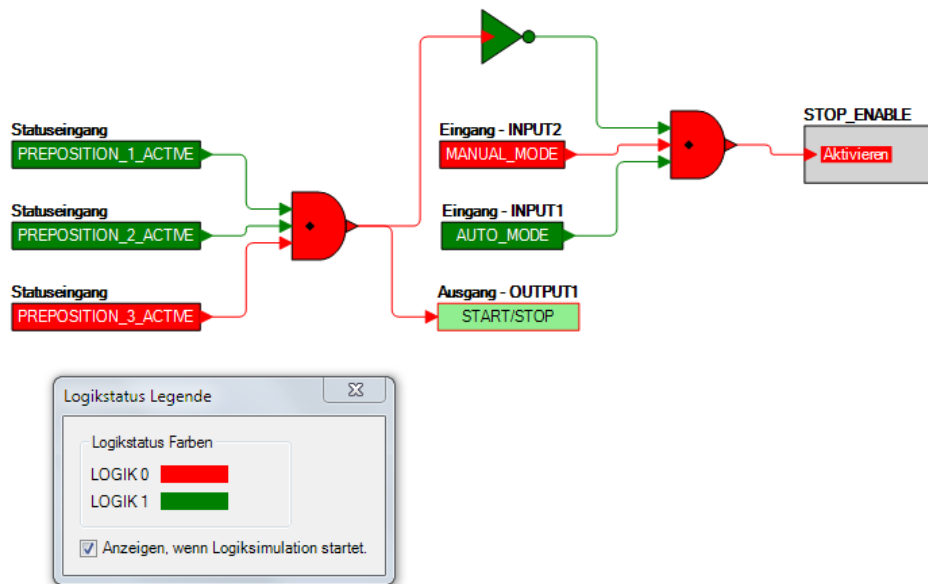 STOP_ENABLE
Aktivieren
Statuseingang
PREPOSITION_1_ACTIVE
Eingang - INPUT2
MANUAL_MODE
Statuseingang
PREPOSITION_2_ACTIVE
Eingang - INPUT1
AUTO_MODE
Statuseingang
PREPOSITION_3_ACTIVE
Ausgang - OUTPUT1
START/STOP
Logikstatus Legende
Logikstatus Farben
LOGIK 0
LOGIK 1
Anzeigen, wenn Logiksimulation startet.